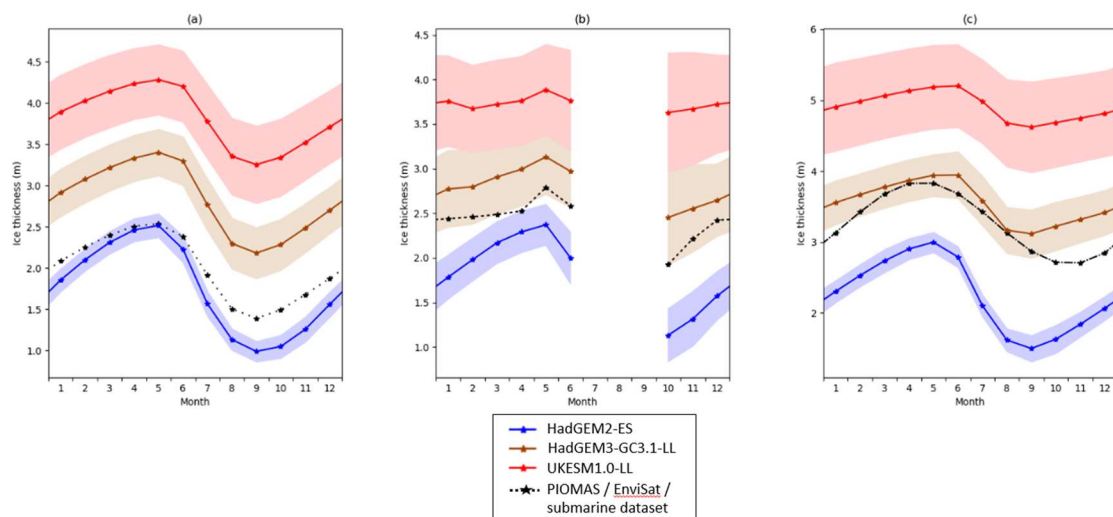 (a)
(b)
(c)
Ice thickness (m)
4.5
4.0
3.5
3.0
2.5
2.0
1.5
1.0
1 2 3 4 5 6 7 8 9 10 11 12
Month
Ice thickness (m)
4.5
4.0
3.5
3.0
2.5
2.0
1.5
1.0
1 2 3 4 5 6 7 8 9 10 11 12
Month
Ice thickness (m)
6
5
4
3
2
1 2 3 4 5 6 7 8 9 10 11 12
Month
HadGEM2-ES
HadGEM3-GC3.1-LL
UKESM1.0-LL
PIOMAS / EnviSat /
submarine dataset